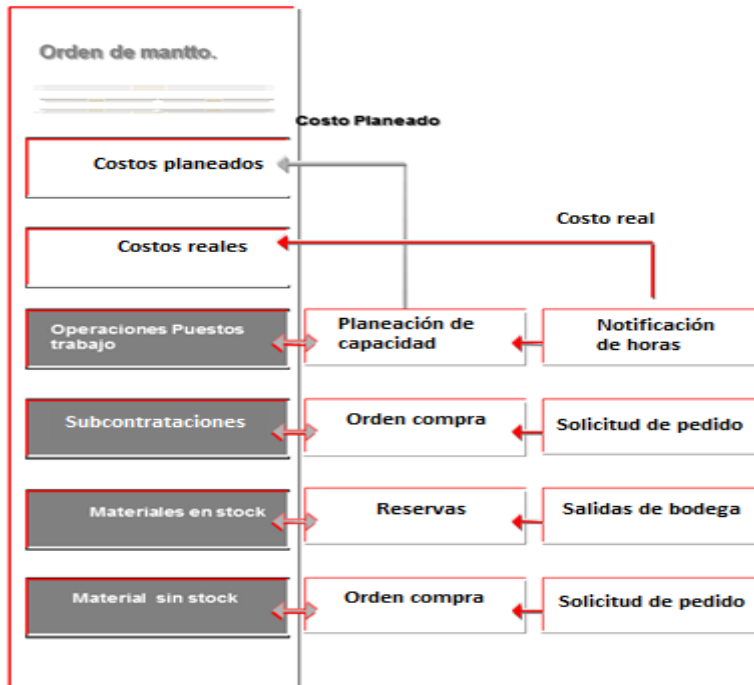 Orden de mantto.
Costo Planeado
Costos planeados
Costo real
Costos reales
Operaciones Puestos
trabajo
Planeación de
capacidad
Notificación
de horas
Subcontrataciones
Orden compra
Solicitud de pedido
Materiales en stock
Reservas
Salidas de bodega
Material sin stock
Orden compra
Solicitud de pedido